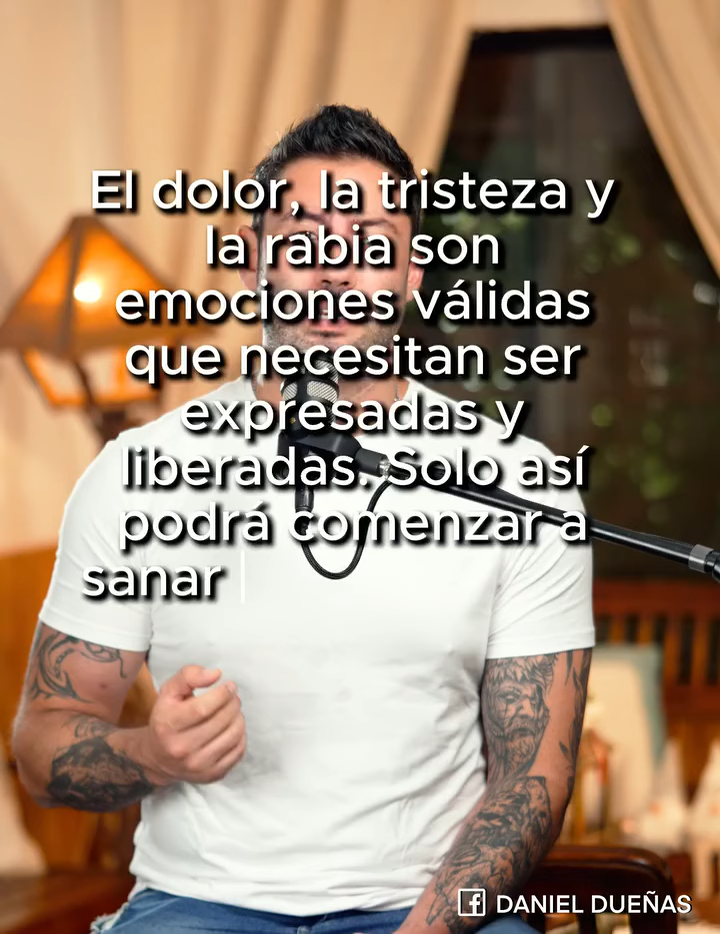 El dolor, la tristeza y
la rabia son
emociones válidas
que necesitan ser
expresadas y
liberadas. Solo así
podrá comenzar a
sanar
DANIEL DUEÑAS